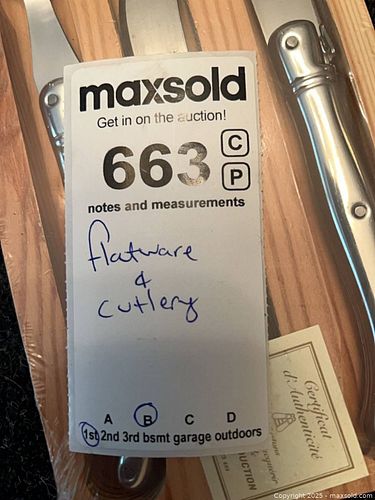 maxsold
Get in on the auction!
663 C
P
notes and measurements
flatware
&
cutlery
A B C D
1st 2nd 3rd bsmt garage outdoors
Certificat
d'Authenticité
Copyright 2025 - maxsold.com